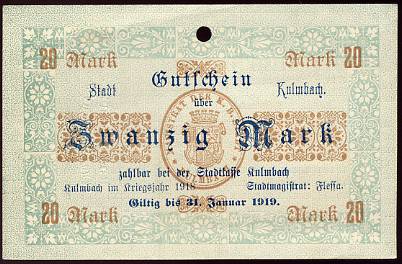 20 Mark Mark 20
Gutschein
Stadt über Kulmbach.
Zwanzig Mark
zahlbar bei der Stadtkasse Kulmbach
Kulmbach im Kriegsjahr 1918 Stadtmagistrat: Flessa.
Giltig bis 31. Januar 1919.
20 Mark Mark 20